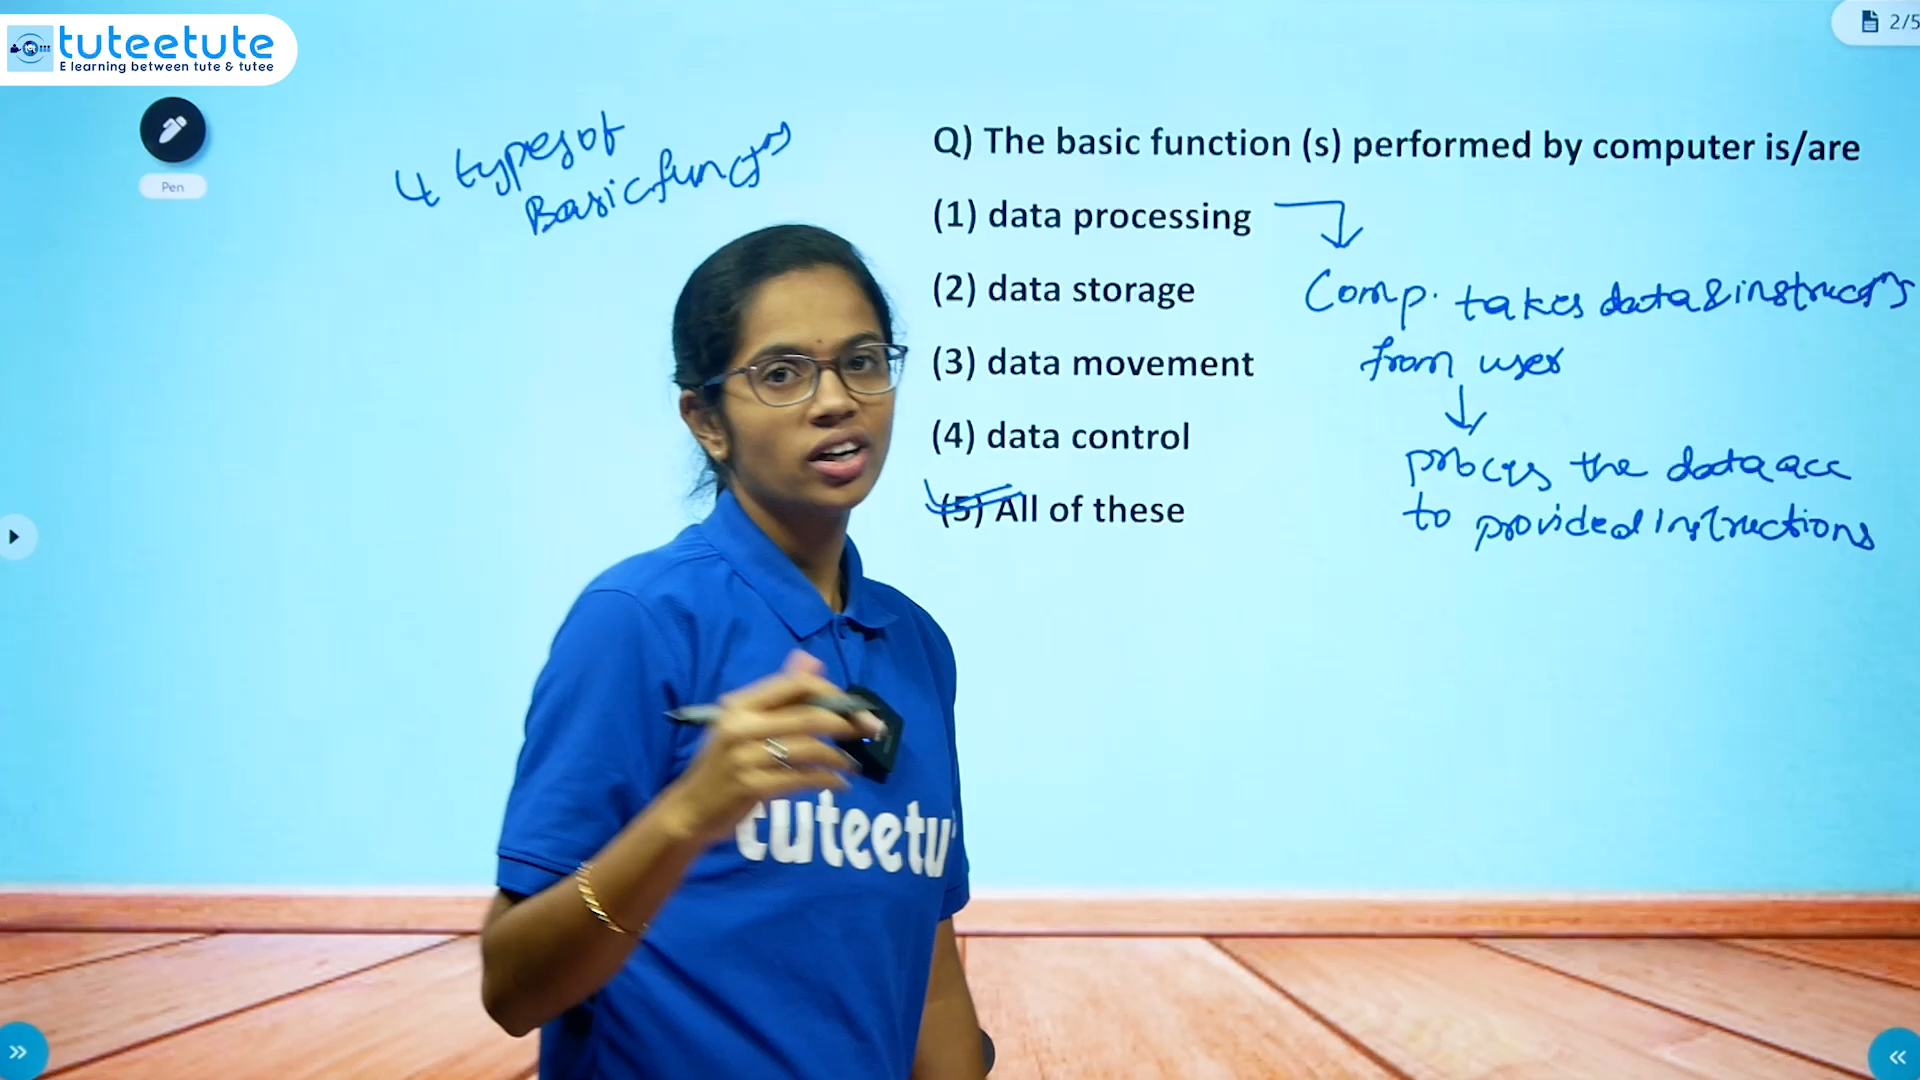 tuteetute
E learning between tute & tutee
2/5
Pen
4 types of
Basic functns
Q) The basic function (s) performed by computer is/are
(1) data processing
(2) data storage
(3) data movement
(4) data control
(5) All of these
Comp. takes data & instructns
from user
process the data acc
to provided instructions
tuteetu